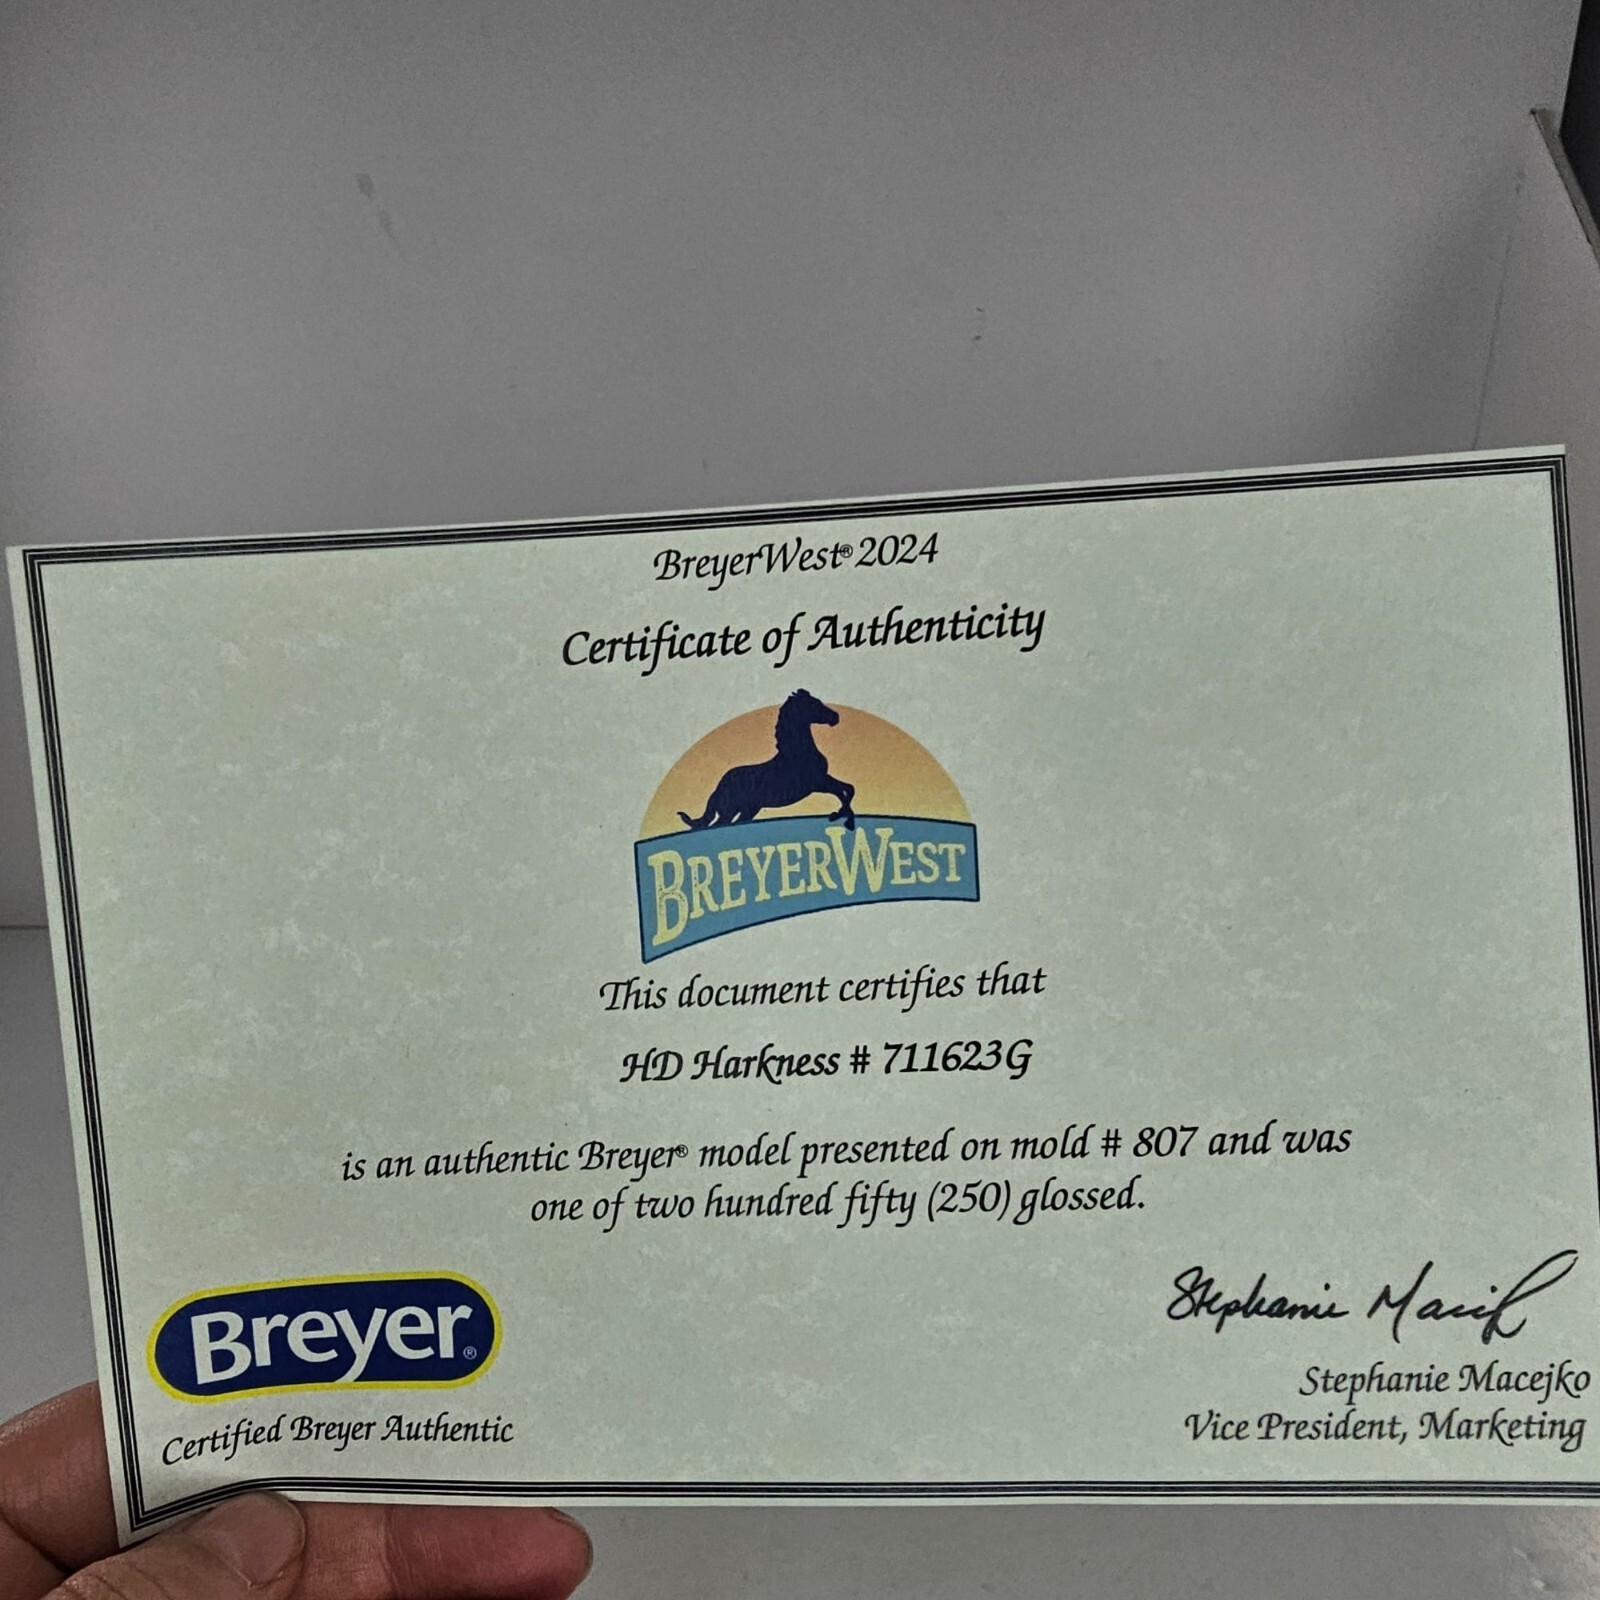 BreyerWest® 2024
Certificate of Authenticity
BREYERWEST
This document certifies that
HD Harkness # 711623G
is an authentic Breyer® model presented on mold # 807 and was
one of two hundred fifty (250) glossed.
Breyer®
Certified Breyer Authentic
Stephanie Macejko
Vice President, Marketing